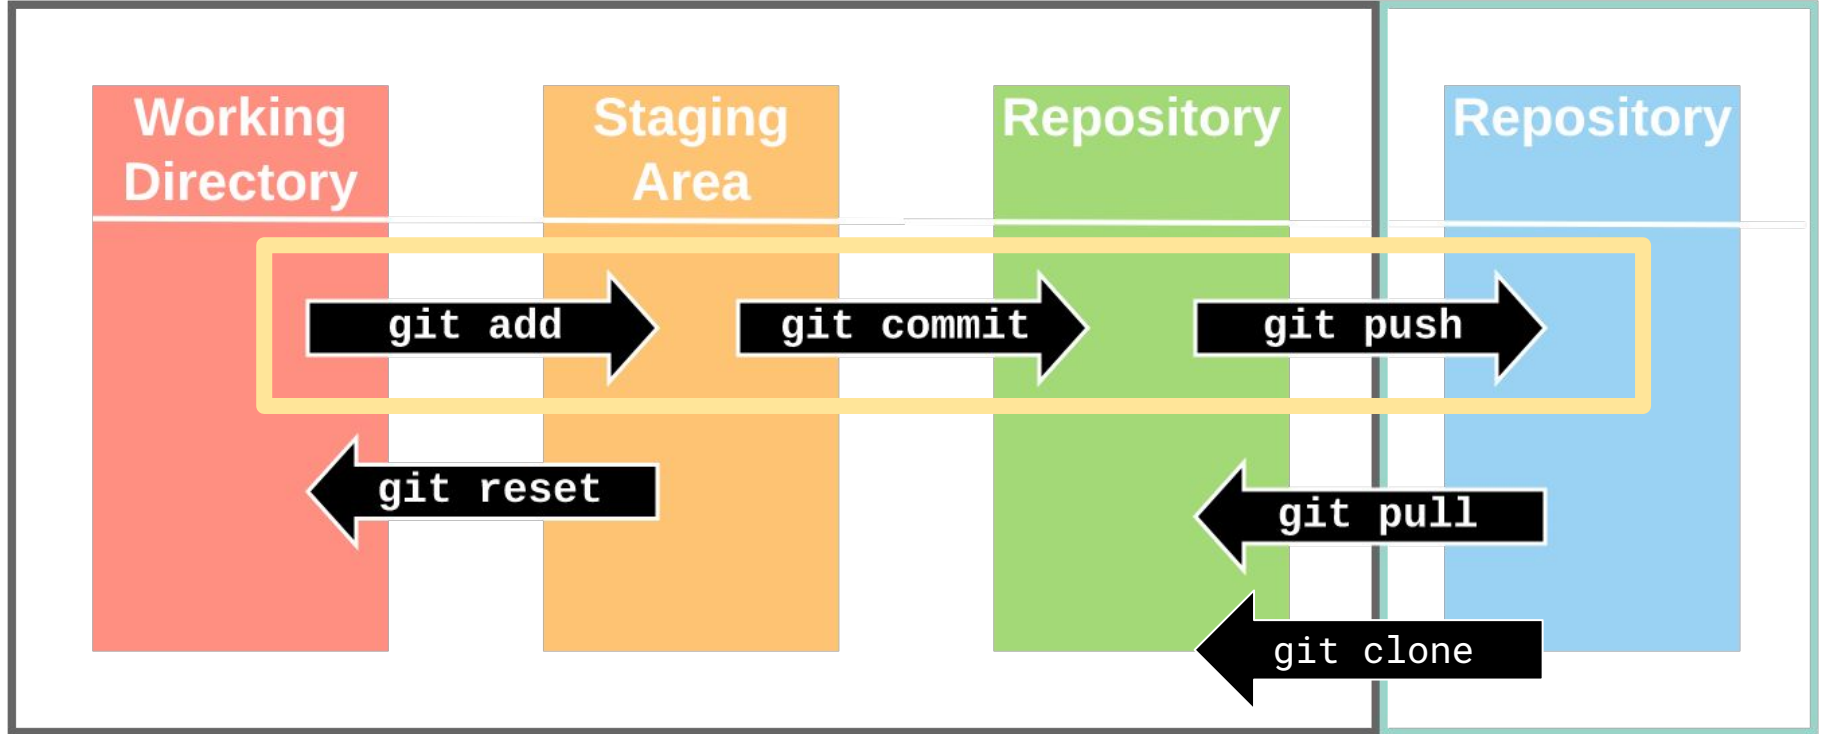 Working
Directory
Staging
Area
Repository
Repository
git add
git commit
git push
git reset
git pull
git clone